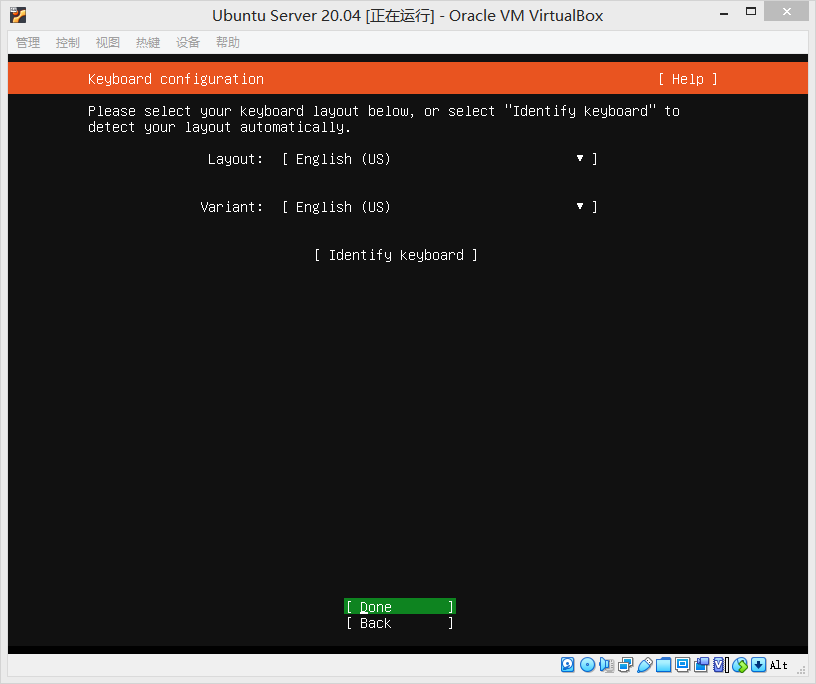 Ubuntu Server 20.04 [正在运行] - Oracle VM VirtualBox
管理 控制 视图 热键 设备 帮助
Keyboard configuration [ Help ]
Please select your keyboard layout below, or select "Identify keyboard" to
detect your layout automatically.
Layout: [ English (US) ▾ ]
Variant: [ English (US) ▾ ]
[ Identify keyboard ]
[ Done ]
[ Back ]
Alt